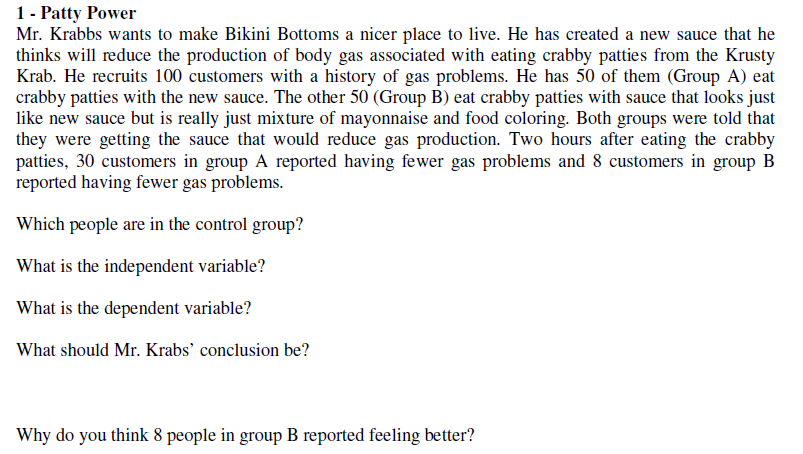 1 - Patty Power
Mr. Krabbs wants to make Bikini Bottoms a nicer place to live. He has created a new sauce that he
thinks will reduce the production of body gas associated with eating crabby patties from the Krusty
Krab. He recruits 100 customers with a history of gas problems. He has 50 of them (Group A) eat
crabby patties with the new sauce. The other 50 (Group B) eat crabby patties with sauce that looks just
like new sauce but is really just mixture of mayonnaise and food coloring. Both groups were told that
they were getting the sauce that would reduce gas production. Two hours after eating the crabby
patties, 30 customers in group A reported having fewer gas problems and 8 customers in group B
reported having fewer gas problems.
Which people are in the control group?
What is the independent variable?
What is the dependent variable?
What should Mr. Krabs’ conclusion be?
Why do you think 8 people in group B reported feeling better?